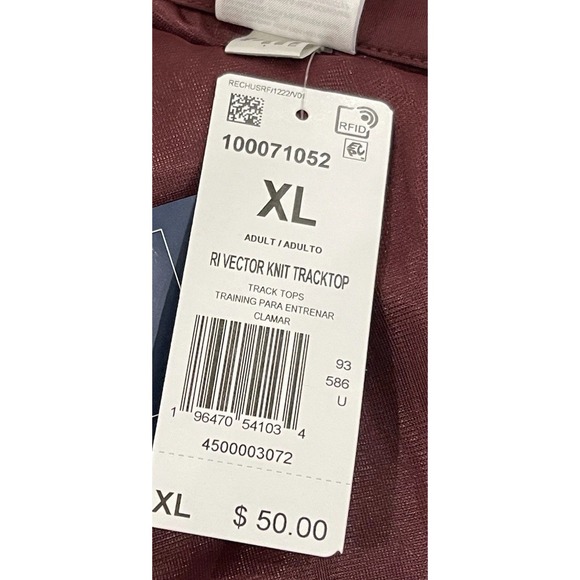 RECHUSRF/1222/V01
RFID
100071052
XL
ADULT / ADULTO
RI VECTOR KNIT TRACKTOP
TRACK TOPS
TRAINING PARA ENTRENAR
CLAMAR
93
586
U
1 96470 54103 4
4500003072
XL $ 50.00